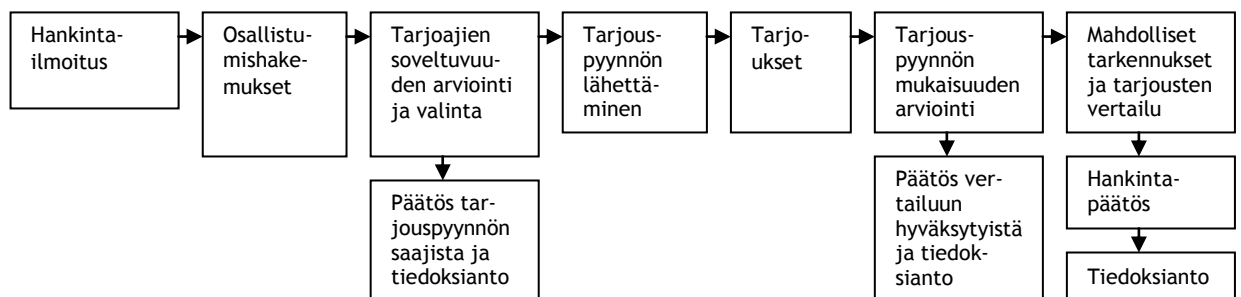 Hankinta-
ilmoitus
Osallistu-
mishake-
mukset
Tarjoajien
soveltuvuu-
den arviointi
ja valinta
Tarjous-
pyynnön
lähettä-
minen
Tarjo-
ukset
Tarjous-
pyynnön
mukaisuuden
arviointi
Mahdolliset
tarkennukset
ja tarjousten
vertailu
Päätös tar-
jouspyynnön
saajista ja
tiedoksianto
Päätös ver-
tailuun
hyväksytyistä
ja tiedok-
sianto
Hankinta-
päätös
Tiedoksianto